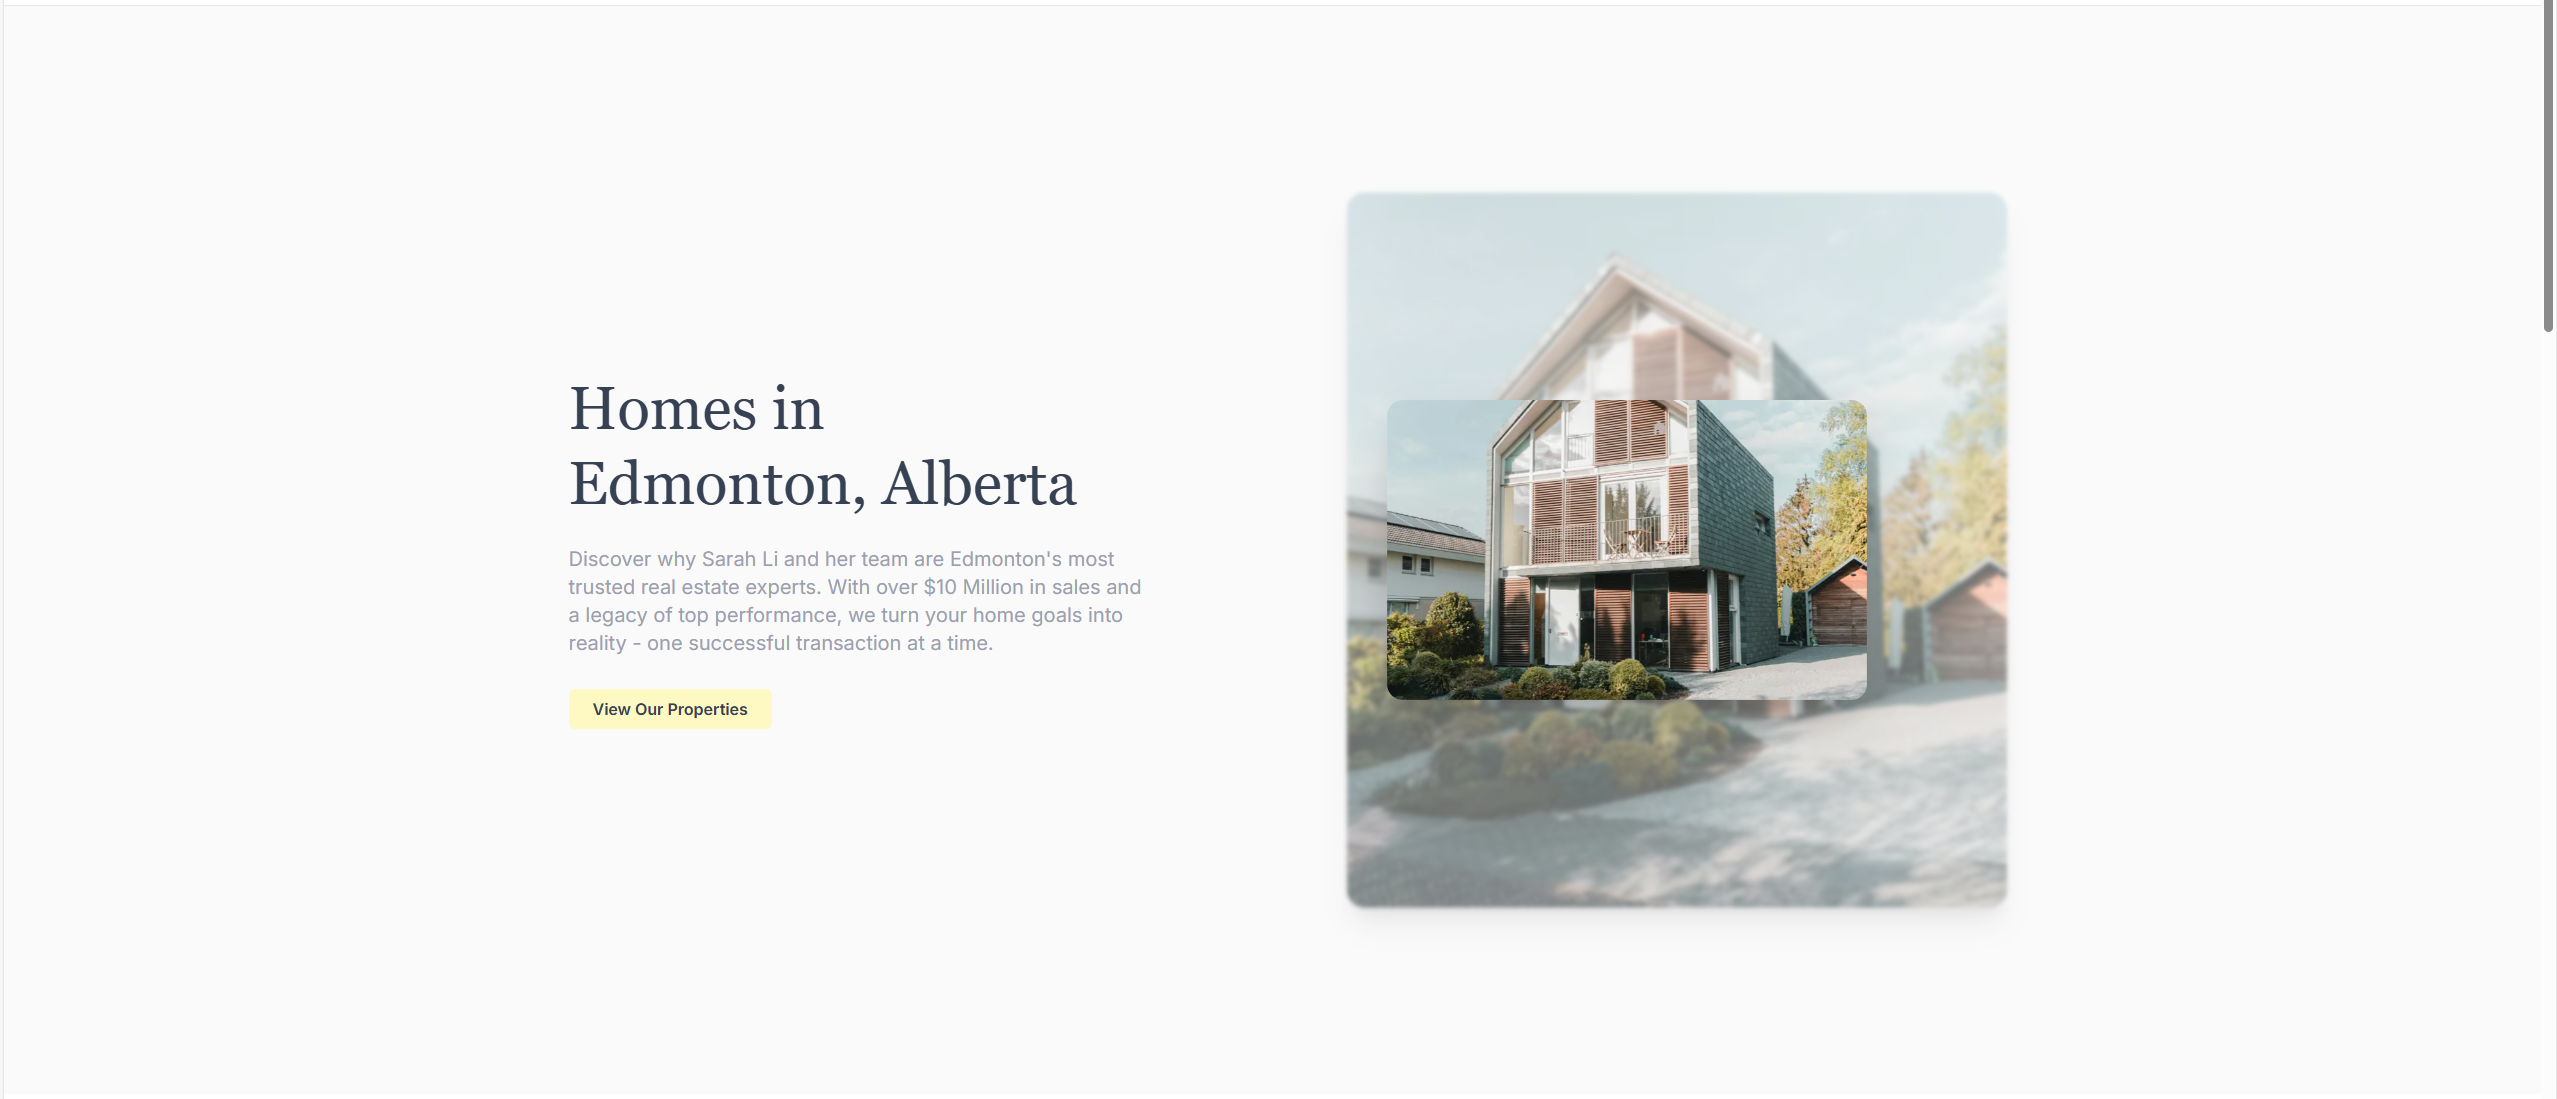 Homes in
Edmonton, Alberta
Discover why Sarah Li and her team are Edmonton's most
trusted real estate experts. With over $10 Million in sales and
a legacy of top performance, we turn your home goals into
reality - one successful transaction at a time.
View Our Properties